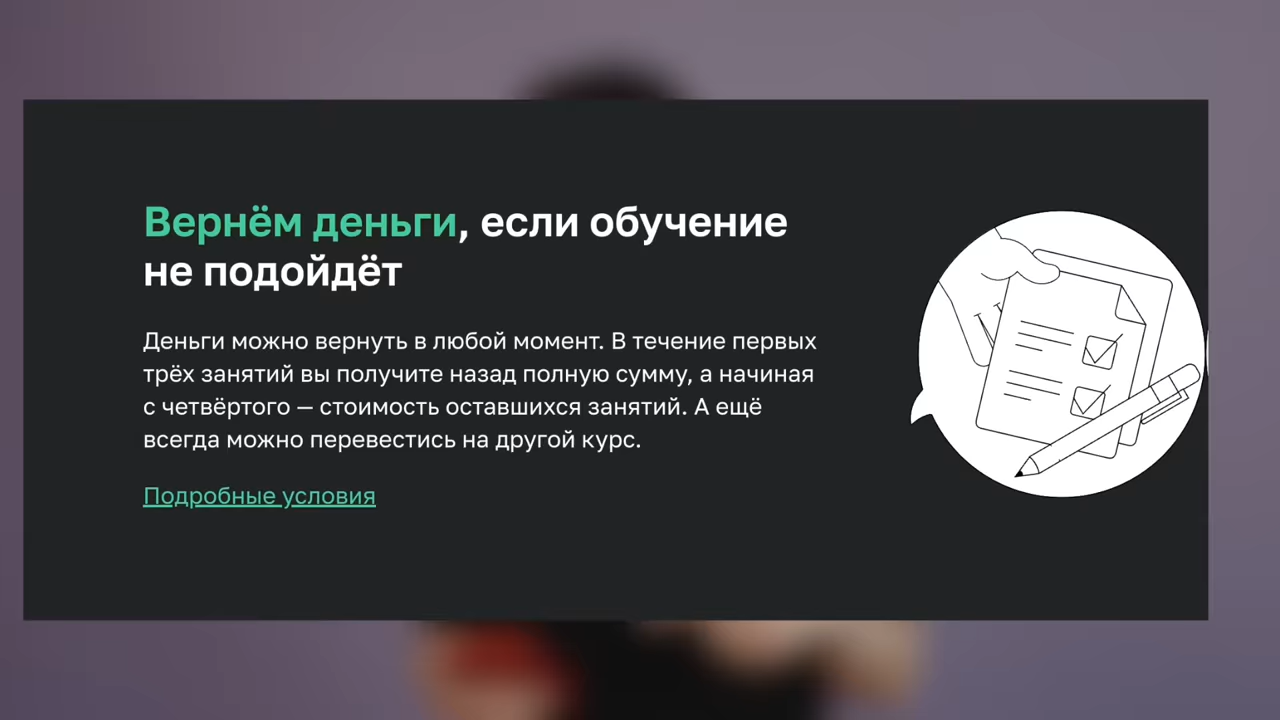 Вернём деньги, если обучение
не подойдёт
Деньги можно вернуть в любой момент. В течение первых
трёх занятий вы получите назад полную сумму, а начиная
с четвёртого — стоимость оставшихся занятий. А ещё
всегда можно перевестись на другой курс.
Подробные условия